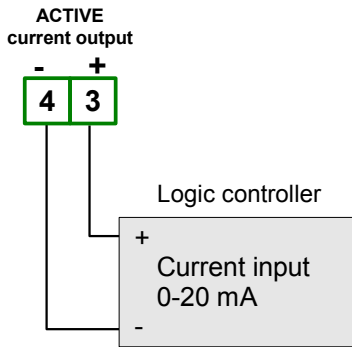 ACTIVE
current output
- +
4 3
Logic controller
+
Current input
0-20 mA
-